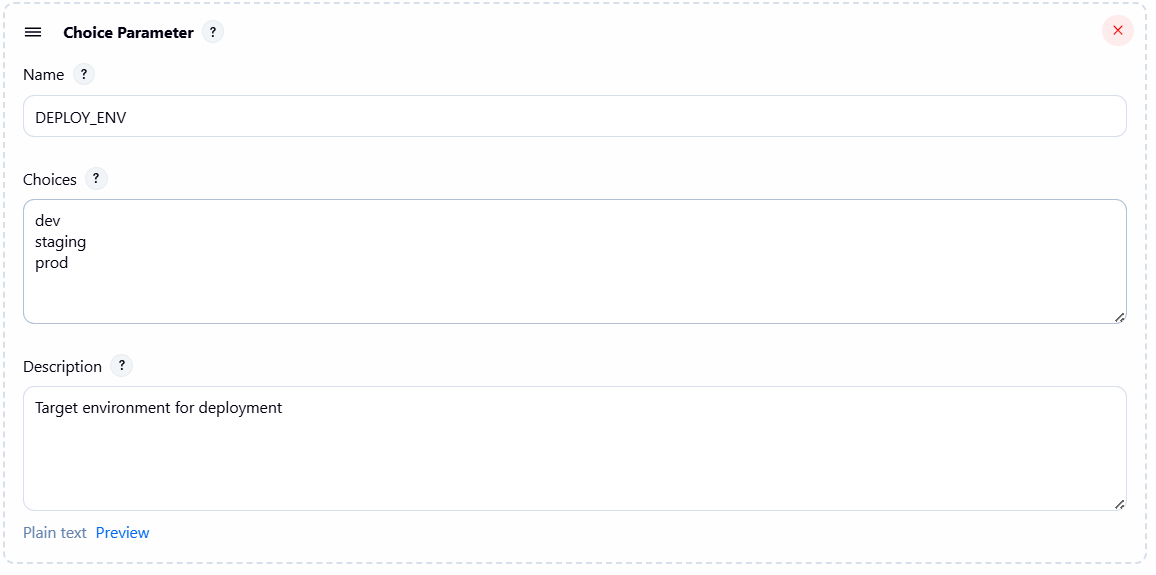 Choice Parameter ?
Name ?
DEPLOY_ENV
Choices ?
dev
staging
prod
Description ?
Target environment for deployment
Plain text Preview